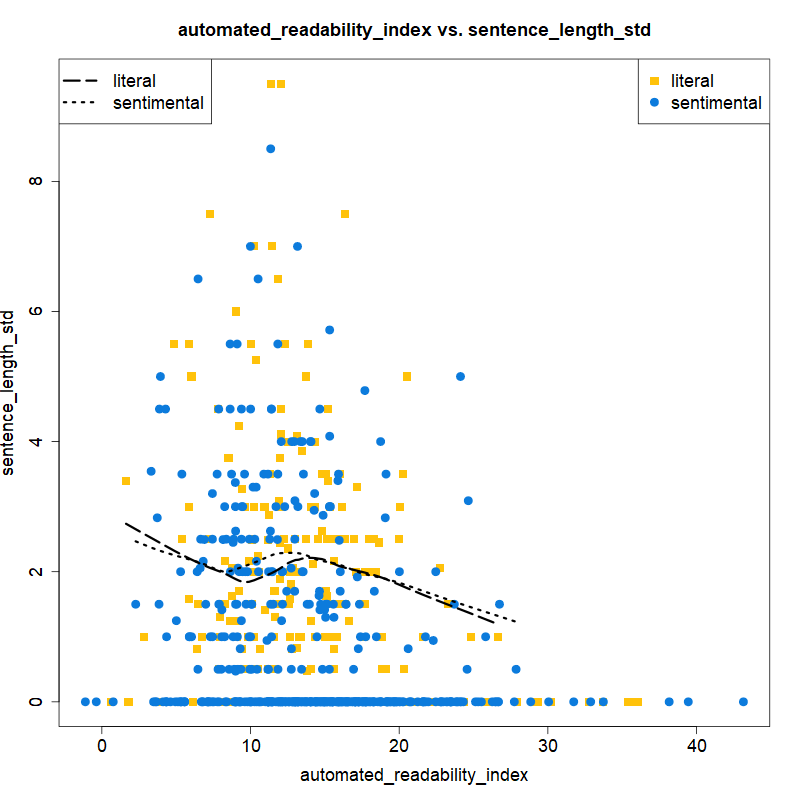 automated_readability_index vs. sentence_length_std
literal
sentimental
literal
sentimental
sentence_length_std
8
6
4
2
0
0 10 20 30 40
automated_readability_index